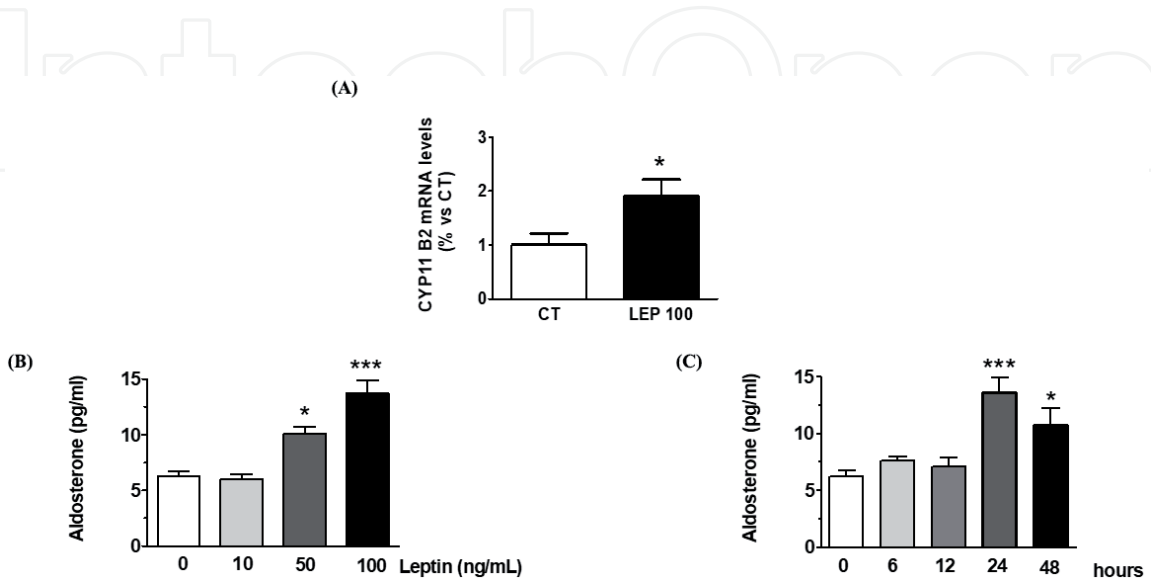 IntechOpen
(A)
CYP11 B2 mRNA levels
(% vs CT)
3
2
1
0
*
CT LEP 100
(B)
Aldosterone (pg/ml)
15
10
5
0
*
***
0 10 50 100 Leptin (ng/mL)
(C)
Aldosterone (pg/ml)
15
10
5
0
***
*
0 6 12 24 48 hours